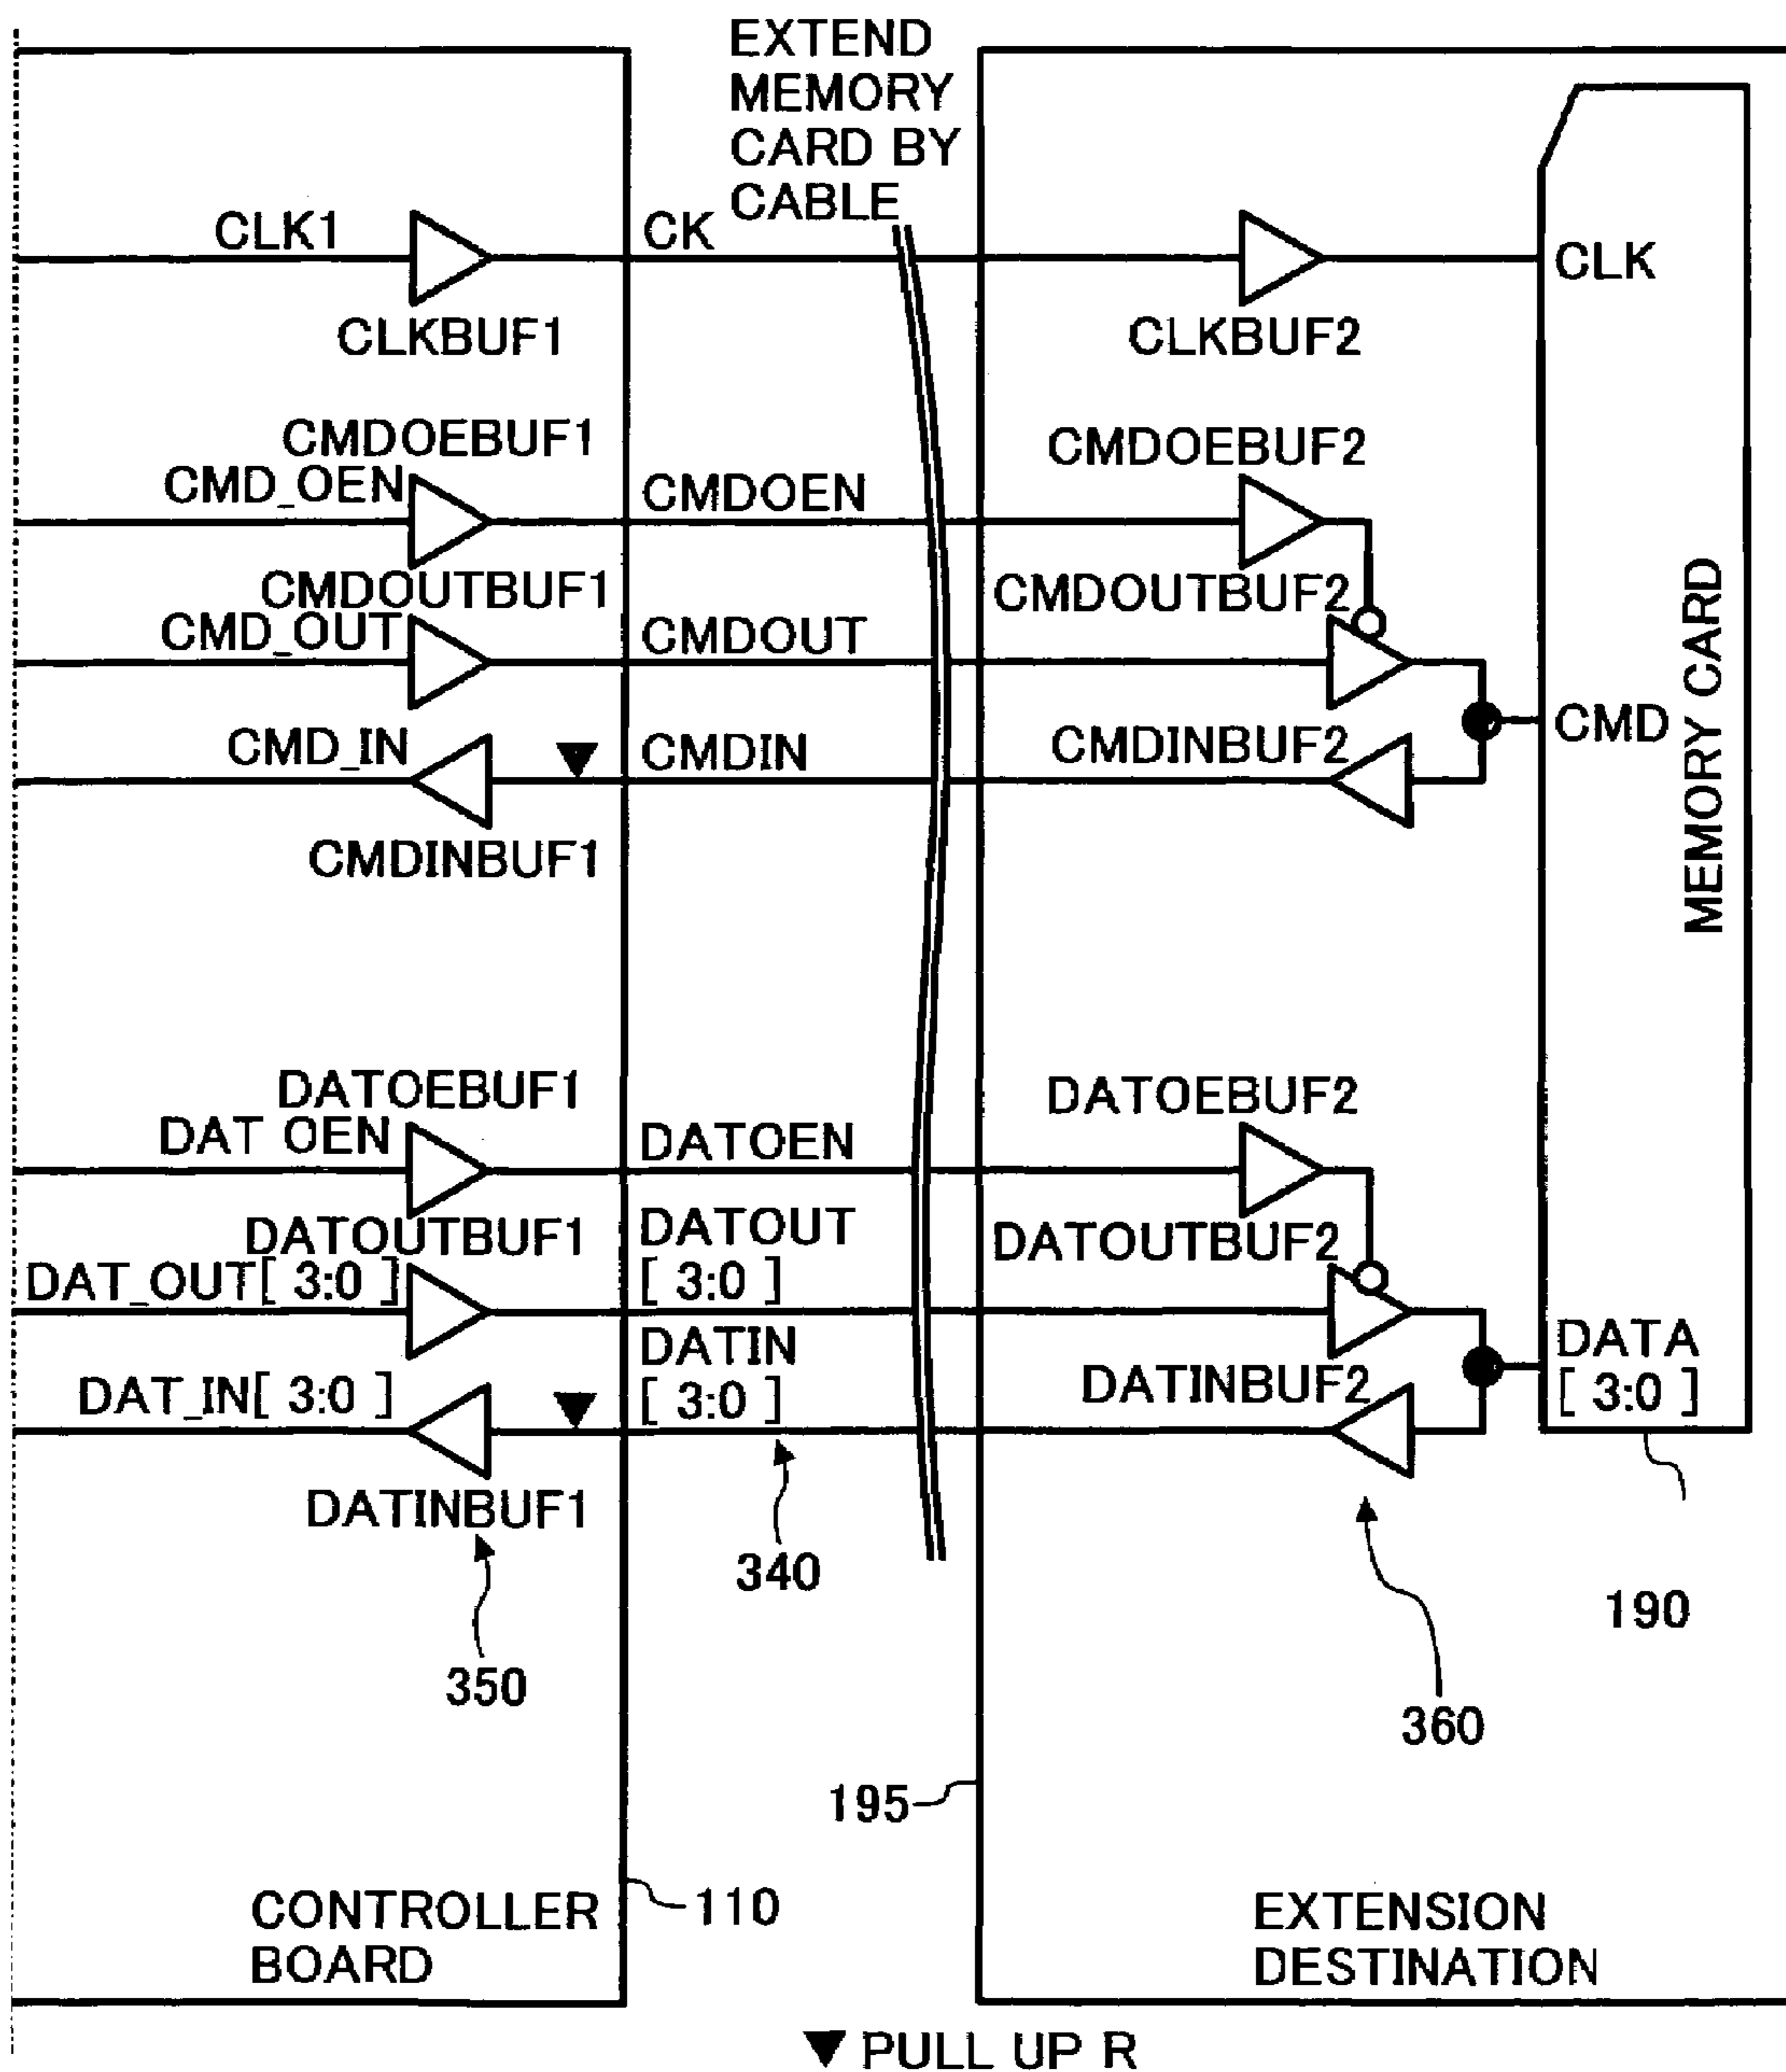 EXTEND
MEMORY
CARD BY
CABLE
CLK1
CK
CLK
CLKBUF1
CLKBUF2
CMDOEBUF1
CMDOEBUF2
CMD_OEN
CMDOEN
CMDOUTBUF1
CMDOUTBUF2
CMD_OUT
CMDOUT
CMD
CMD_IN
CMDIN
CMDINBUF2
CMDINBUF1
MEMORY CARD
DATOEBUF1
DATOEBUF2
DAT OEN
DATOEN
DATOUTBUF1
DATOUT
[ 3:0 ]
DATOUTBUF2
DAT_OUT[ 3:0 ]
DATIN
[ 3:0 ]
DATINBUF2
DATA
[ 3:0 ]
DAT_IN[ 3:0 ]
DATINBUF1
340
350
190
360
195
110
CONTROLLER
BOARD
EXTENSION
DESTINATION
▼ PULL UP R